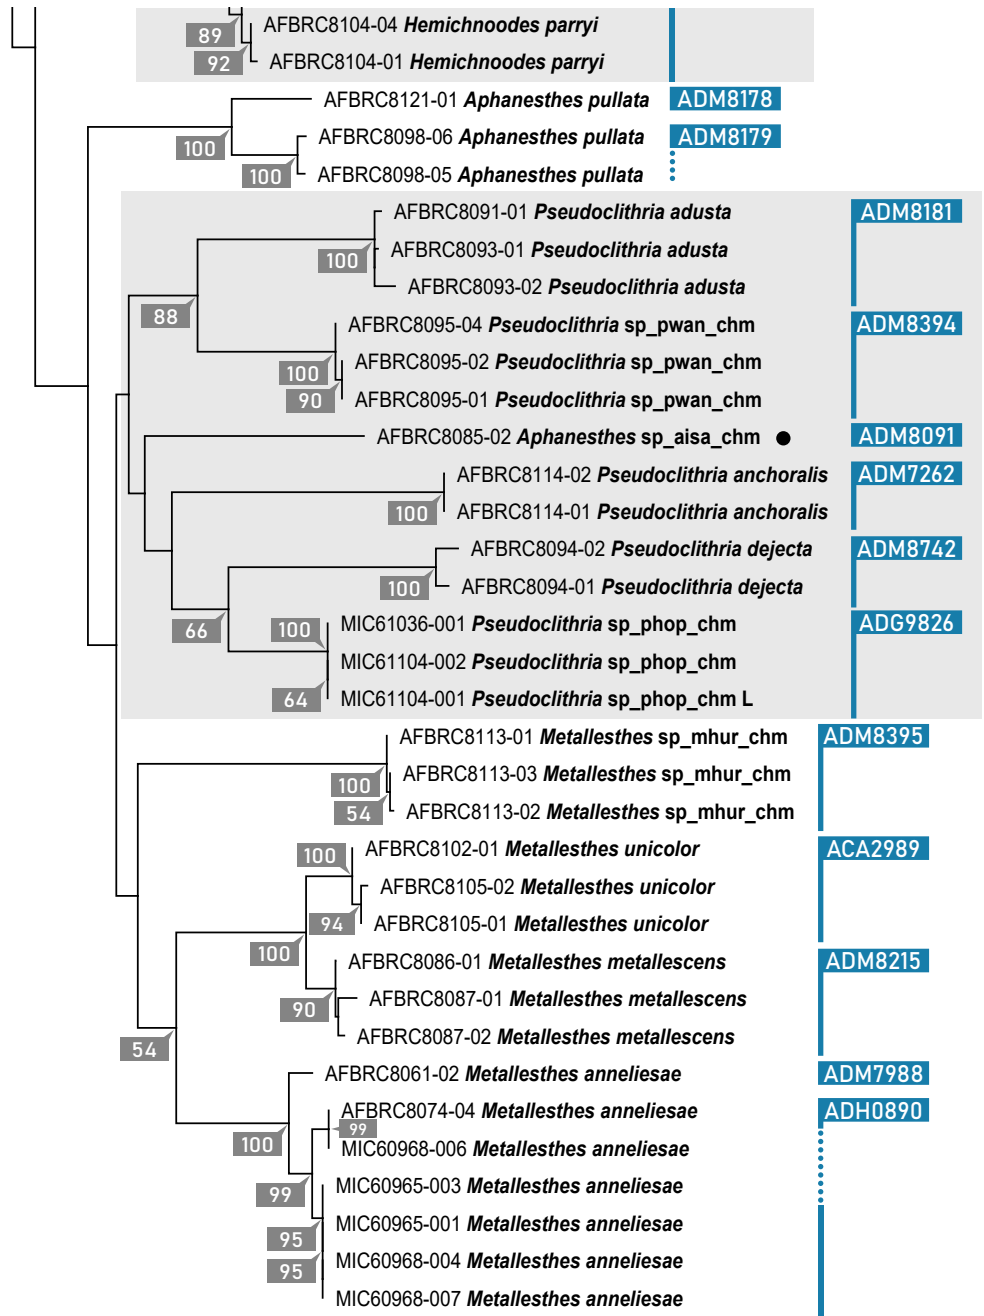 AFBRC8104-04 Hemichnoodes parryi
89
92 AFBRC8104-01 Hemichnoodes parryi
AFBRC8121-01 Aphanesthes pullata ADM8178
AFBRC8098-06 Aphanesthes pullata ADM8179
100
100 AFBRC8098-05 Aphanesthes pullata
AFBRC8091-01 Pseudoclithria adusta ADM8181
AFBRC8093-01 Pseudoclithria adusta
100
AFBRC8093-02 Pseudoclithria adusta
88
AFBRC8095-04 Pseudoclithria sp_pwan_chm ADM8394
AFBRC8095-02 Pseudoclithria sp_pwan_chm
100
90 AFBRC8095-01 Pseudoclithria sp_pwan_chm
AFBRC8085-02 Aphanesthes sp_aisa_chm ● ADM8091
AFBRC8114-02 Pseudoclithria anchoralis ADM7262
100 AFBRC8114-01 Pseudoclithria anchoralis
AFBRC8094-02 Pseudoclithria dejecta ADM8742
100 AFBRC8094-01 Pseudoclithria dejecta
66
100 MIC61036-001 Pseudoclithria sp_phop_chm ADG9826
MIC61104-002 Pseudoclithria sp_phop_chm
64 MIC61104-001 Pseudoclithria sp_phop_chm L
AFBRC8113-01 Metallesthes sp_mhur_chm ADM8395
AFBRC8113-03 Metallesthes sp_mhur_chm
100
54 AFBRC8113-02 Metallesthes sp_mhur_chm
100 AFBRC8102-01 Metallesthes unicolor ACA2989
AFBRC8105-02 Metallesthes unicolor
94 AFBRC8105-01 Metallesthes unicolor
100
AFBRC8086-01 Metallesthes metallescens ADM8215
90 AFBRC8087-01 Metallesthes metallescens
AFBRC8087-02 Metallesthes metallescens
54
AFBRC8061-02 Metallesthes anneliesae ADM7988
AFBRC8074-04 Metallesthes anneliesae ADH0890
99
100 MIC60968-006 Metallesthes anneliesae
99 MIC60965-003 Metallesthes anneliesae
MIC60965-001 Metallesthes anneliesae
95
95 MIC60968-004 Metallesthes anneliesae
MIC60968-007 Metallesthes anneliesae